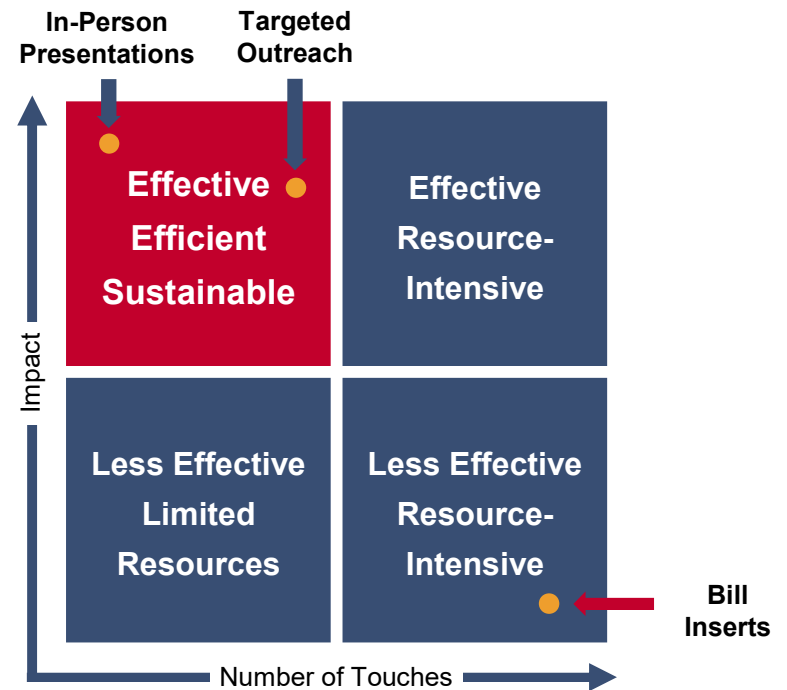 In-Person
Presentations
Targeted
Outreach
Effective
Efficient
Sustainable
Effective
Resource-
Intensive
Impact
Less Effective
Limited
Resources
Less Effective
Resource-
Intensive
Bill
Inserts
Number of Touches